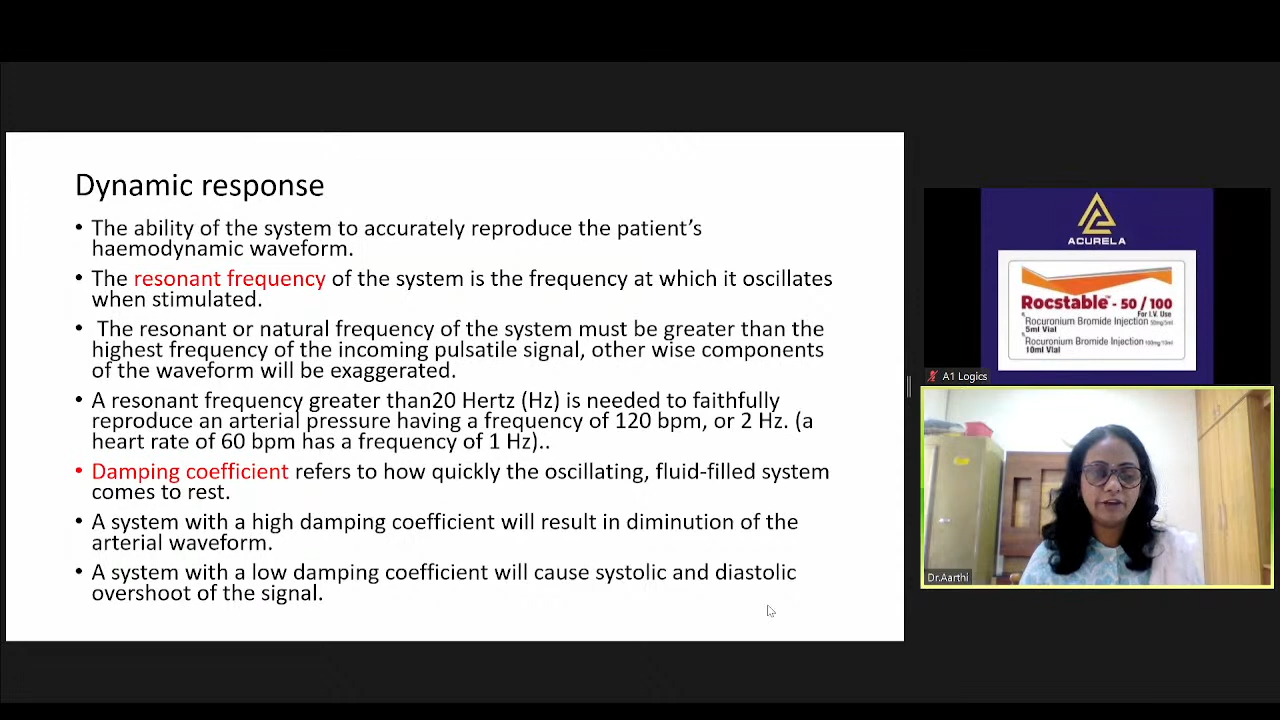 Dynamic response
• The ability of the system to accurately reproduce the patient's
haemodynamic waveform.
• The resonant frequency of the system is the frequency at which it oscillates
when stimulated.
• The resonant or natural frequency of the system must be greater than the
highest frequency of the incoming pulsatile signal, other wise components
of the waveform will be exaggerated.
• A resonant frequency greater than20 Hertz (Hz) is needed to faithfully
reproduce an arterial pressure having a frequency of 120 bpm, or 2 Hz. (a
heart rate of 60 bpm has a frequency of 1 Hz)..
• Damping coefficient refers to how quickly the oscillating, fluid-filled system
comes to rest.
• A system with a high damping coefficient will result in diminution of the
arterial waveform.
• A system with a low damping coefficient will cause systolic and diastolic
overshoot of the signal.
ACURELA
Rocstable™ - 50 / 100
For I.V. Use
Rocuronium Bromide Injection 50mg/5ml
5ml Vial
Rocuronium Bromide Injection 100mg/10ml
10ml Vial
A1 Logics
Dr.Aarthi